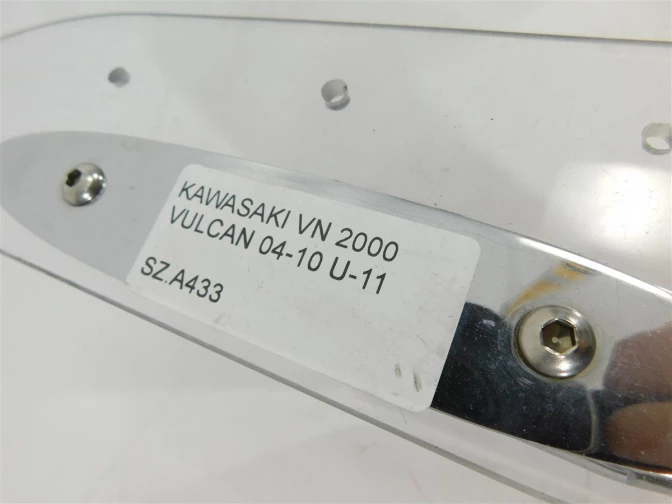 KAWASAKI VN 2000
VULCAN 04-10 U-11
SZ.A433